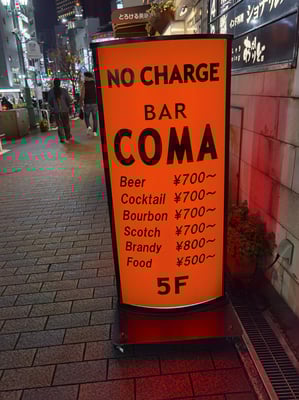 NO CHARGE
BAR
COMA
Beer ¥700~
Cocktail ¥700~
Bourbon ¥700~
Scotch ¥700~
Brandy ¥800~
Food ¥500~
5F